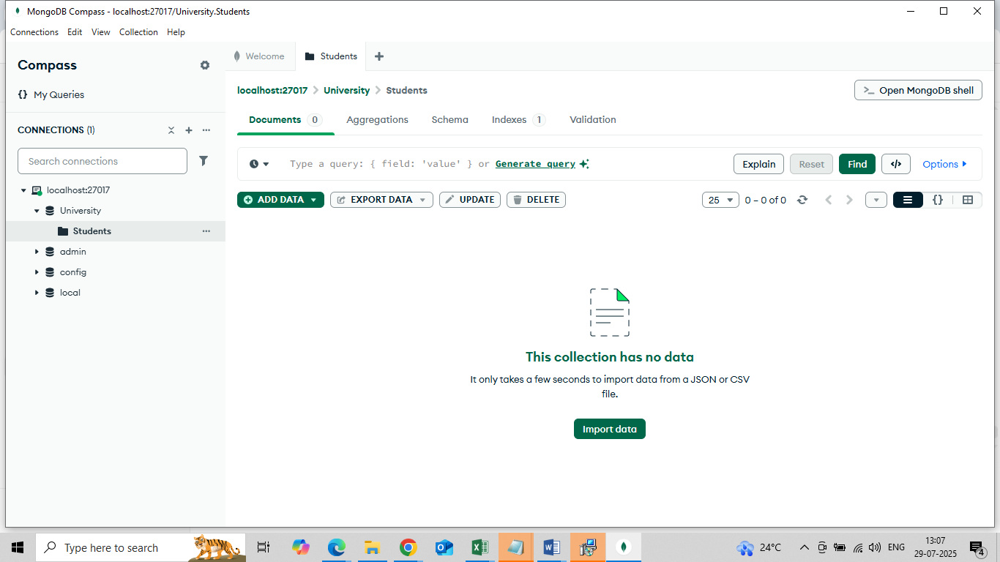 MongoDB Compass - localhost:27017/University.Students
Connections Edit View Collection Help
Compass
{} My Queries
CONNECTIONS (1)
Search connections
localhost:27017
University
Students
admin
config
local
Welcome
Students
localhost:27017 University Students
>_ Open MongoDB shell
Documents 0 Aggregations Schema Indexes 1 Validation
Type a query: { field: 'value' } or Generate query
Explain Reset Find </> Options
ADD DATA EXPORT DATA UPDATE DELETE
25 0 – 0 of 0 {}
This collection has no data
It only takes a few seconds to import data from a JSON or CSV
file.
Import data
Type here to search
24°C
ENG
13:07
29-07-2025
4